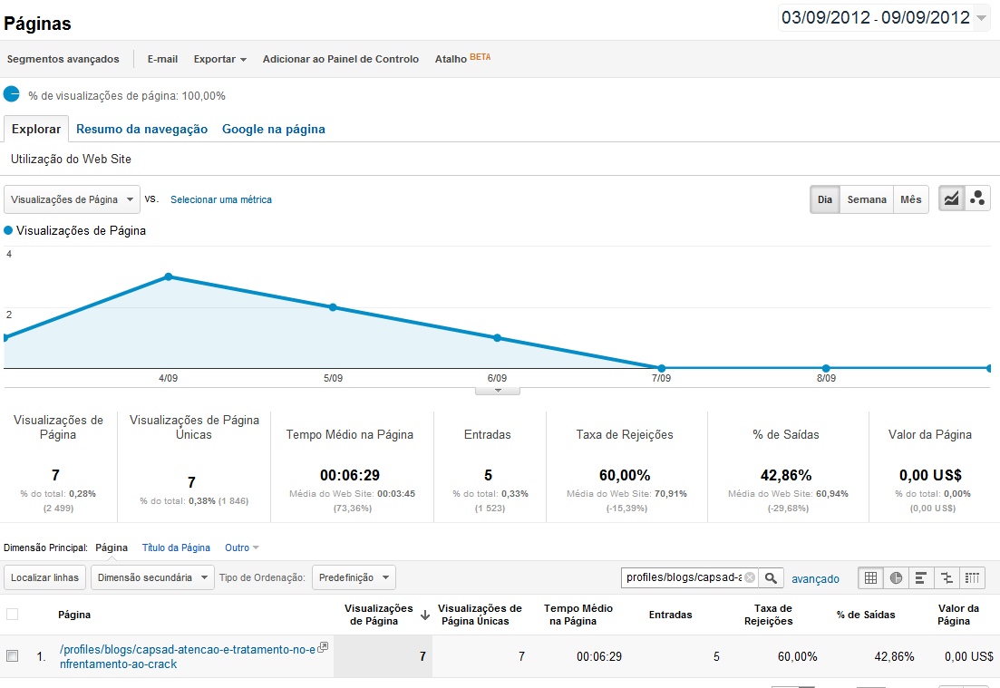 Páginas
03/09/2012 - 09/09/2012
Segmentos avançados E-mail Exportar Adicionar ao Painel de Controlo Atalho BETA
% de visualizações de página: 100,00%
Explorar Resumo da navegação Google na página
Utilização do Web Site
Visualizações de Página vs. Selecionar uma métrica Dia Semana Mês
Visualizações de Página
4
2
4/09 5/09 6/09 7/09 8/09
Visualizações de Página
7
% do total: 0,28%
(2 499)
Visualizações de Página Únicas
7
% do total: 0,38% (1 846)
Tempo Médio na Página
00:06:29
Média do Web Site: 00:03:45
(73,36%)
Entradas
5
% do total: 0,33%
(1 523)
Taxa de Rejeições
60,00%
Média do Web Site: 70,91%
(-15,39%)
% de Saídas
42,86%
Média do Web Site: 60,94%
(-29,68%)
Valor da Página
0,00 US$
% do total: 0,00%
(0,00 US$)
Dimensão Principal: Página Título da Página Outro
Localizar linhas Dimensão secundária Tipo de Ordenação: Predefinição profiles/blogs/capsad-a avançado
Página Visualizações de Página Visualizações de Página Únicas Tempo Médio na Página Entradas Taxa de Rejeições % de Saídas Valor da Página
1. /profiles/blogs/capsad-atencao-e-tratamento-no-e
nfrentamento-ao-crack
7 7 00:06:29 5 60,00% 42,86% 0,00 US$